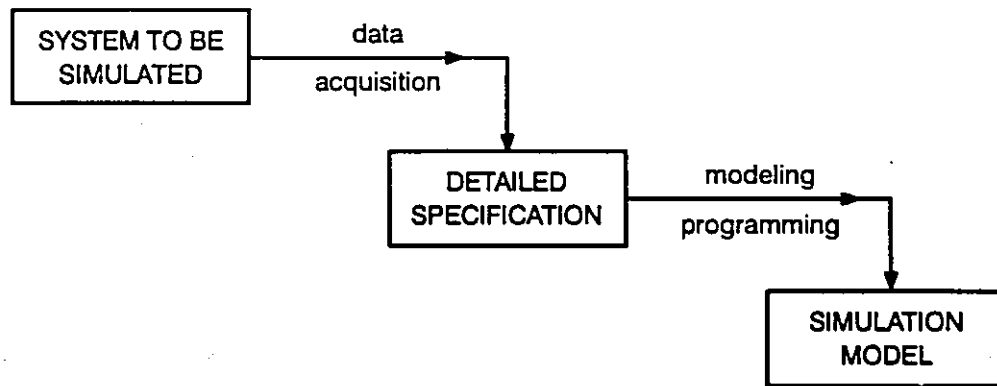 SYSTEM TO BE
SIMULATED
data
acquisition
DETAILED
SPECIFICATION
modeling
programming
SIMULATION
MODEL